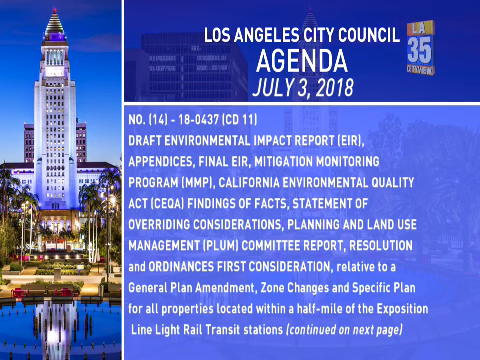 LOS ANGELES CITY COUNCIL
AGENDA
JULY 3, 2018
LA
35
CITYVIEW
NO. (14) - 18-0437 (CD 11)
DRAFT ENVIRONMENTAL IMPACT REPORT (EIR),
APPENDICES, FINAL EIR, MITIGATION MONITORING
PROGRAM (MMP), CALIFORNIA ENVIRONMENTAL QUALITY
ACT (CEQA) FINDINGS OF FACTS, STATEMENT OF
OVERRIDING CONSIDERATIONS, PLANNING AND LAND USE
MANAGEMENT (PLUM) COMMITTEE REPORT, RESOLUTION
and ORDINANCES FIRST CONSIDERATION, relative to a
General Plan Amendment, Zone Changes and Specific Plan
for all properties located within a half-mile of the Exposition
Line Light Rail Transit stations (continued on next page)